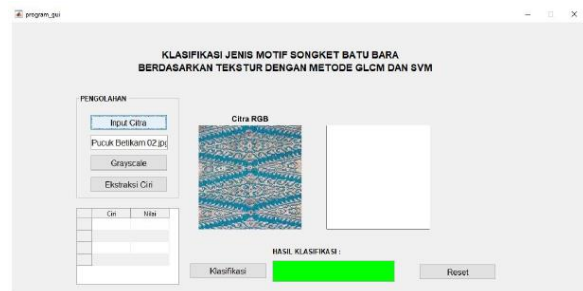 program_gui
KLASIFIKASI JENIS MOTIF SONGKET BATU BARA
BERDASARKAN TEKSTUR DENGAN METODE GLCM DAN SVM
PENGOLAHAN
Input Citra
Pucuk Betikam 02.jpg
Grayscale
Ekstraksi Ciri
Citra RGB
Ciri Nilai
HASIL KLASIFIKASI :
Klasifikasi
Reset